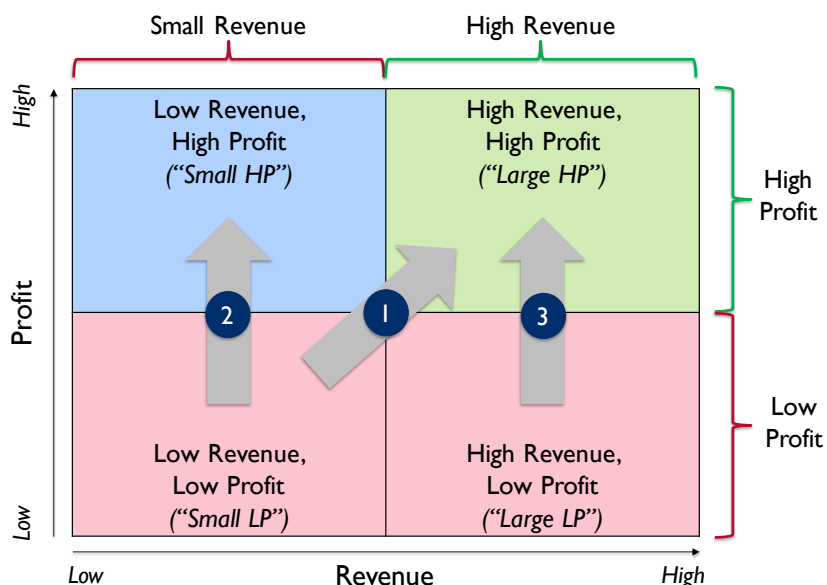 Small Revenue
High Revenue
High
Low Revenue,
High Profit
(“Small HP”)
High Revenue,
High Profit
(“Large HP”)
High
Profit
Profit
2
1
3
Low Revenue,
Low Profit
(“Small LP”)
High Revenue,
Low Profit
(“Large LP”)
Low
Profit
Low
Low
Revenue
High